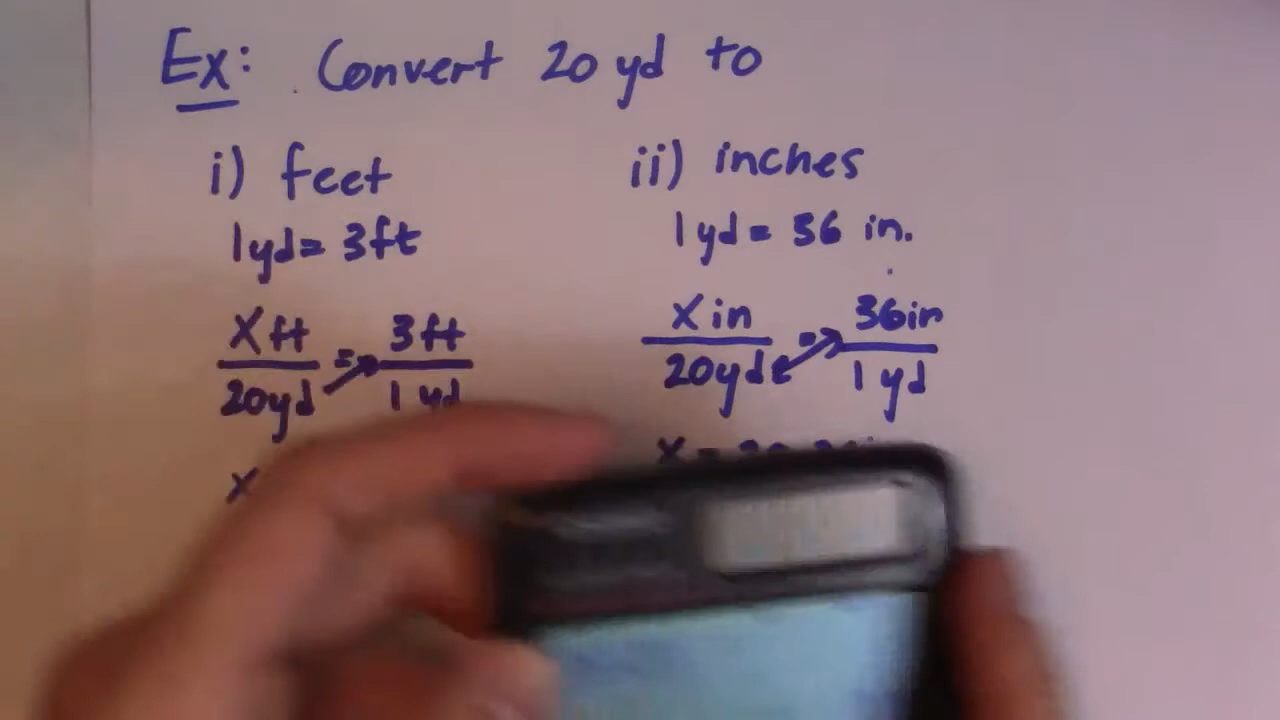 Ex: Convert 20 yd to
i) feet
1yd = 3ft
X ft = 3 ft
20yd 1 yd
X
ii) inches
1yd = 36 in.
X in = 36in
20yd 1 yd
X =